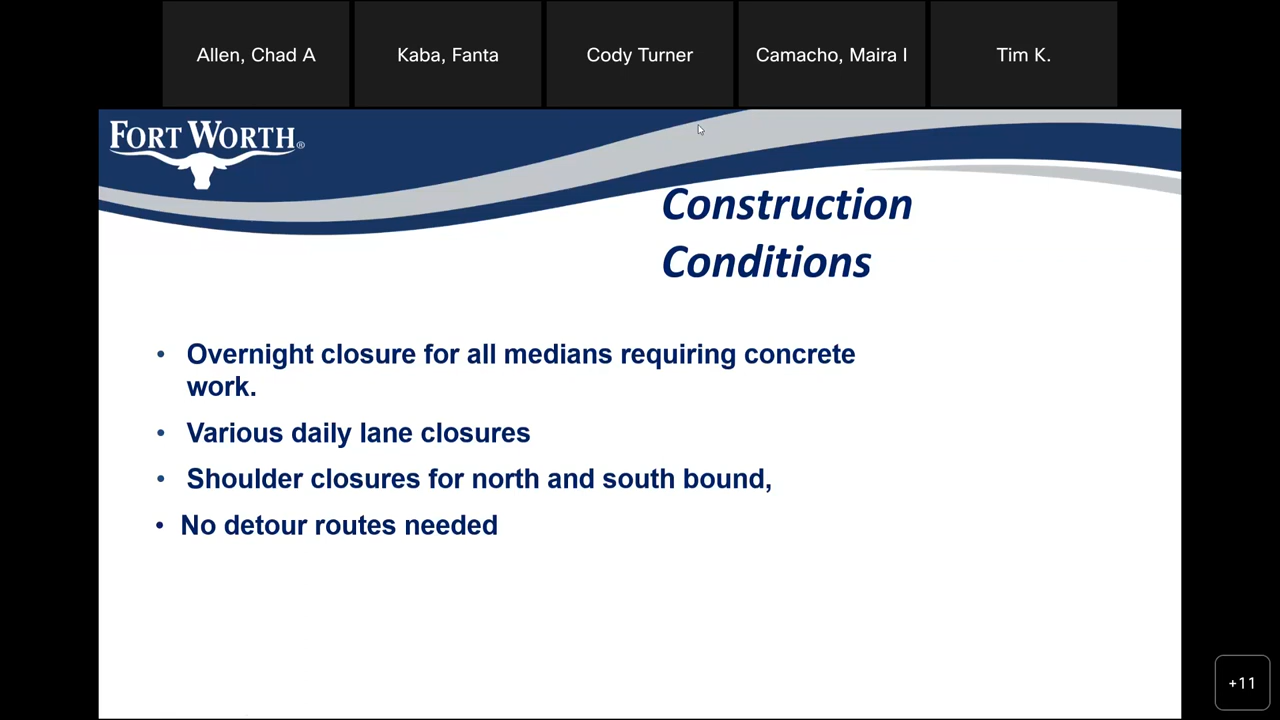 Allen, Chad A
Kaba, Fanta
Cody Turner
Camacho, Maira I
Tim K.
FORT WORTH®
Construction
Conditions
• Overnight closure for all medians requiring concrete
work.
• Various daily lane closures
• Shoulder closures for north and south bound,
• No detour routes needed
+11